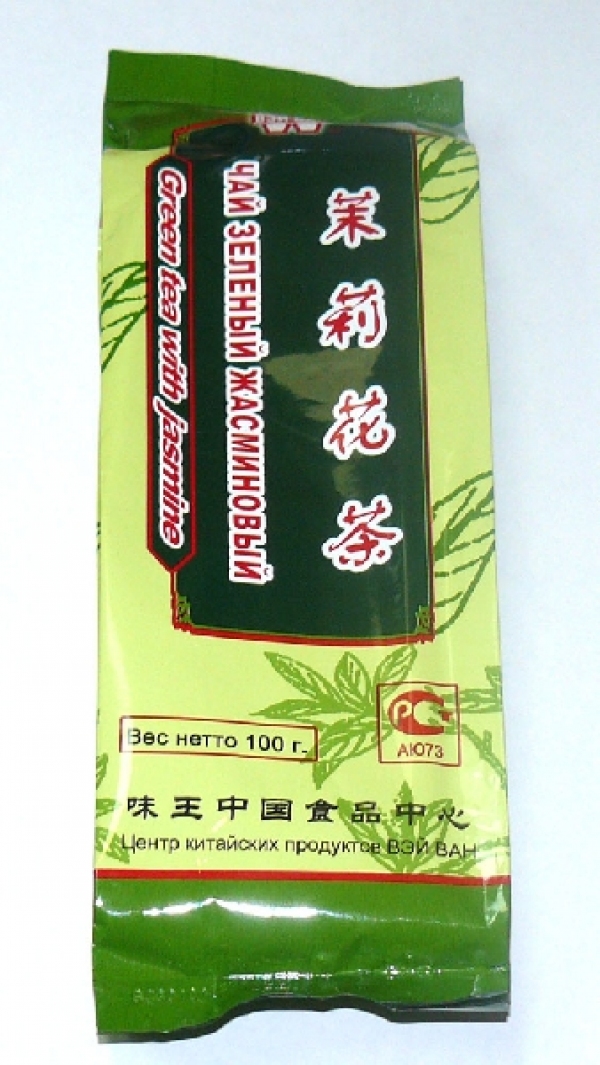 茉莉花茶
ЧАЙ ЗЕЛЕНЫЙ ЖАСМИНОВЫЙ
Green tea with jasmine
РСТ
АЮ73
Вес нетто 100 г.
味王中国食品中心
Центр китайских продуктов ВЭЙ ВАН